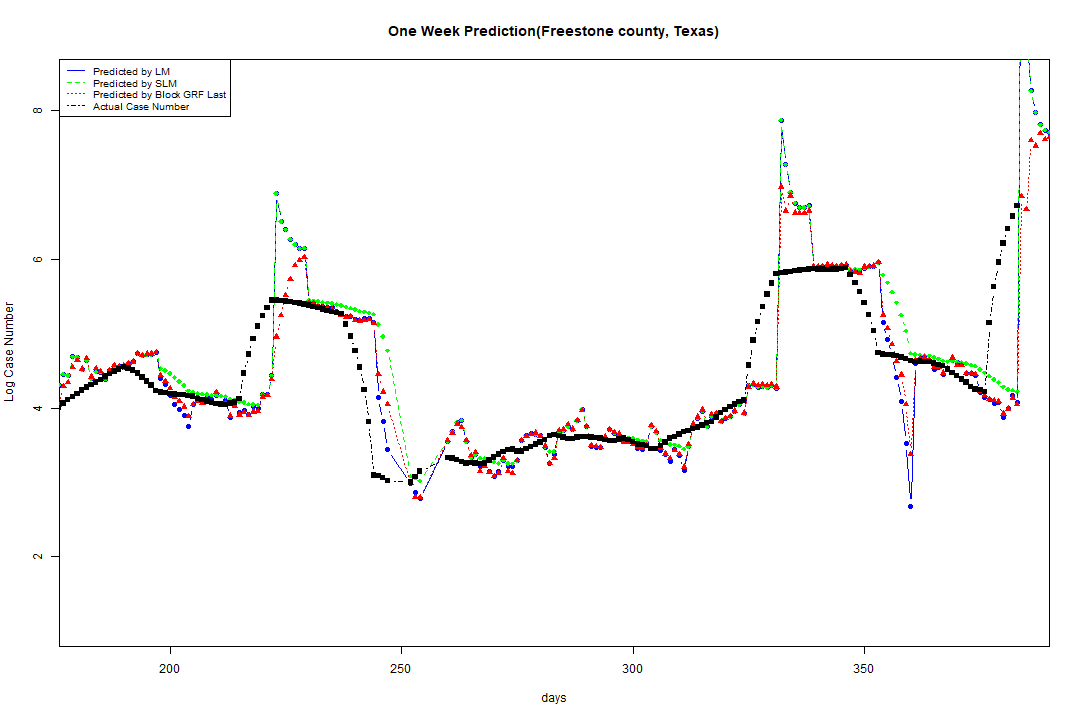 One Week Prediction(Freestone county, Texas)
Predicted by LM
Predicted by SLM
Predicted by Block GRF Last
Actual Case Number
8
6
4
2
Log Case Number
200
250
300
350
days